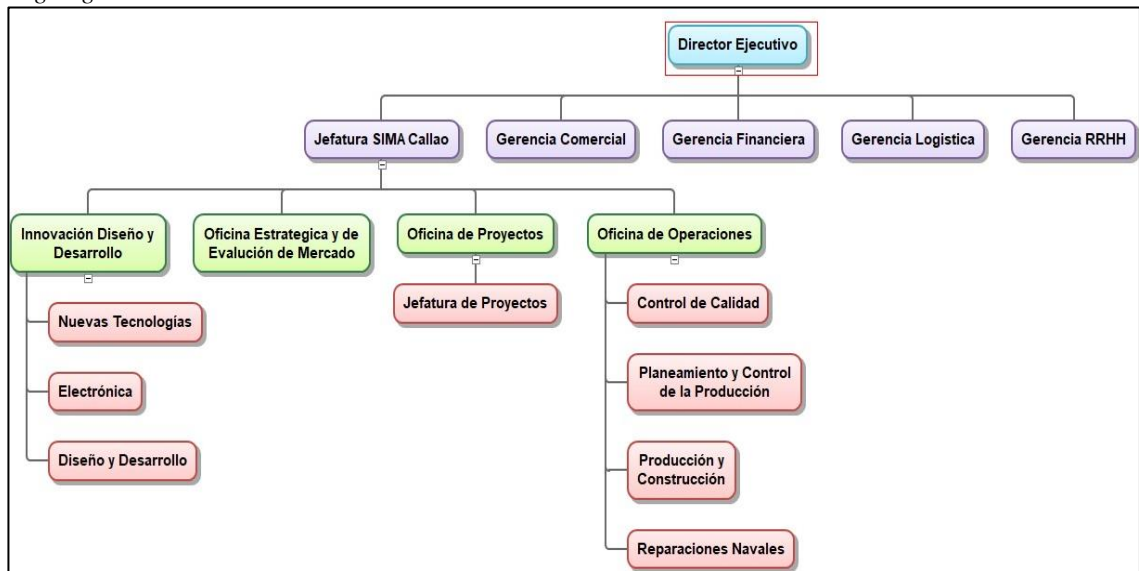 Director Ejecutivo
Jefatura SIMA Callao
Gerencia Comercial
Gerencia Financiera
Gerencia Logistica
Gerencia RRHH
Innovación Diseño y
Desarrollo
Oficina Estrategica y de
Evalución de Mercado
Oficina de Proyectos
Oficina de Operaciones
Nuevas Tecnologías
Electrónica
Diseño y Desarrollo
Jefatura de Proyectos
Control de Calidad
Planeamiento y Control
de la Producción
Producción y
Construcción
Reparaciones Navales